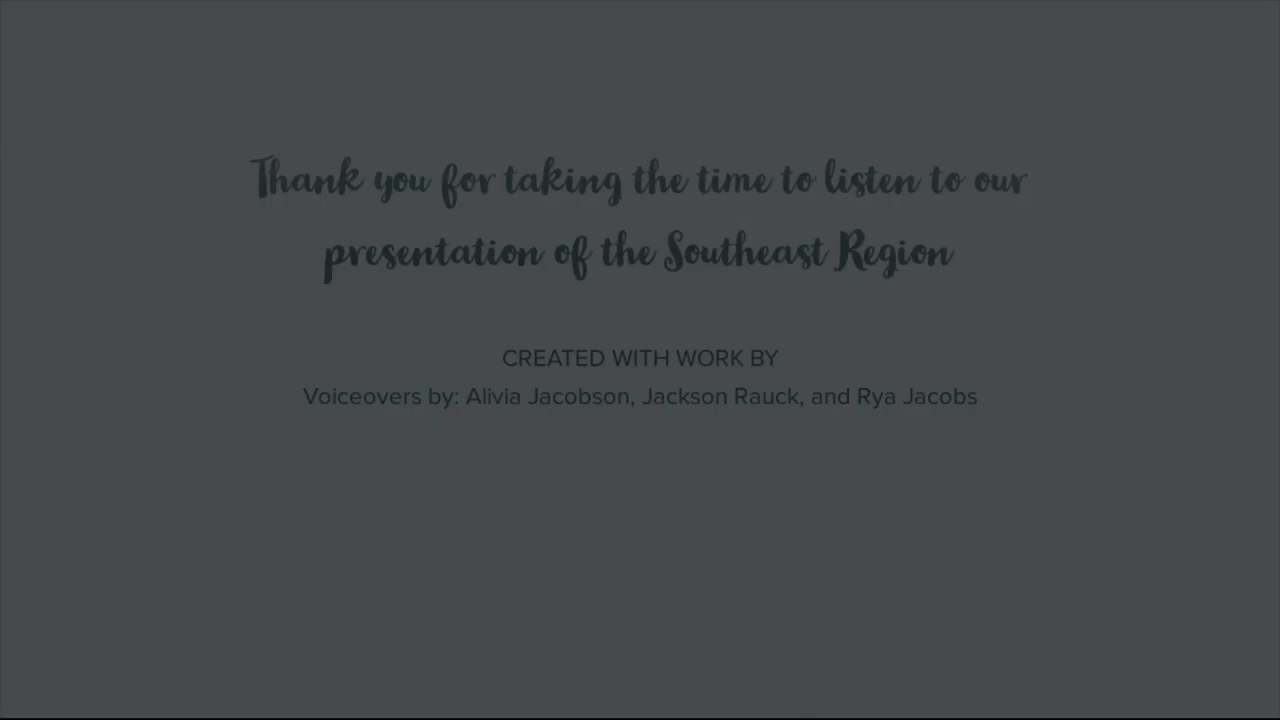 Thank you for taking the time to listen to our
presentation of the Southeast Region
CREATED WITH WORK BY
Voiceovers by: Alivia Jacobson, Jackson Rauck, and Rya Jacobs